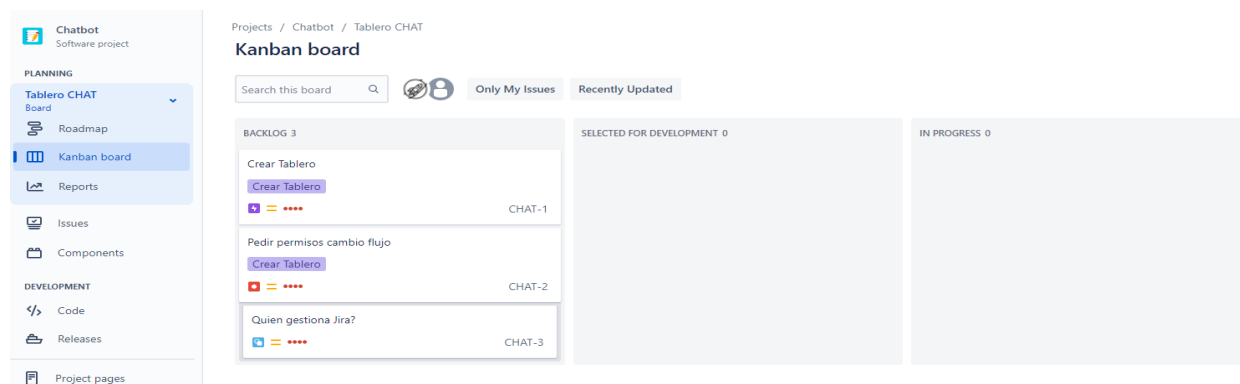 Chatbot
Software project
PLANNING
Tablero CHAT
Board
Roadmap
Kanban board
Reports
Issues
Components
DEVELOPMENT
Code
Releases
Project pages
Projects / Chatbot / Tablero CHAT
Kanban board
Search this board
Only My Issues
Recently Updated
BACKLOG 3
Crear Tablero
Crear Tablero
CHAT-1
Pedir permisos cambio flujo
Crear Tablero
CHAT-2
Quien gestiona Jira?
CHAT-3
SELECTED FOR DEVELOPMENT 0
IN PROGRESS 0